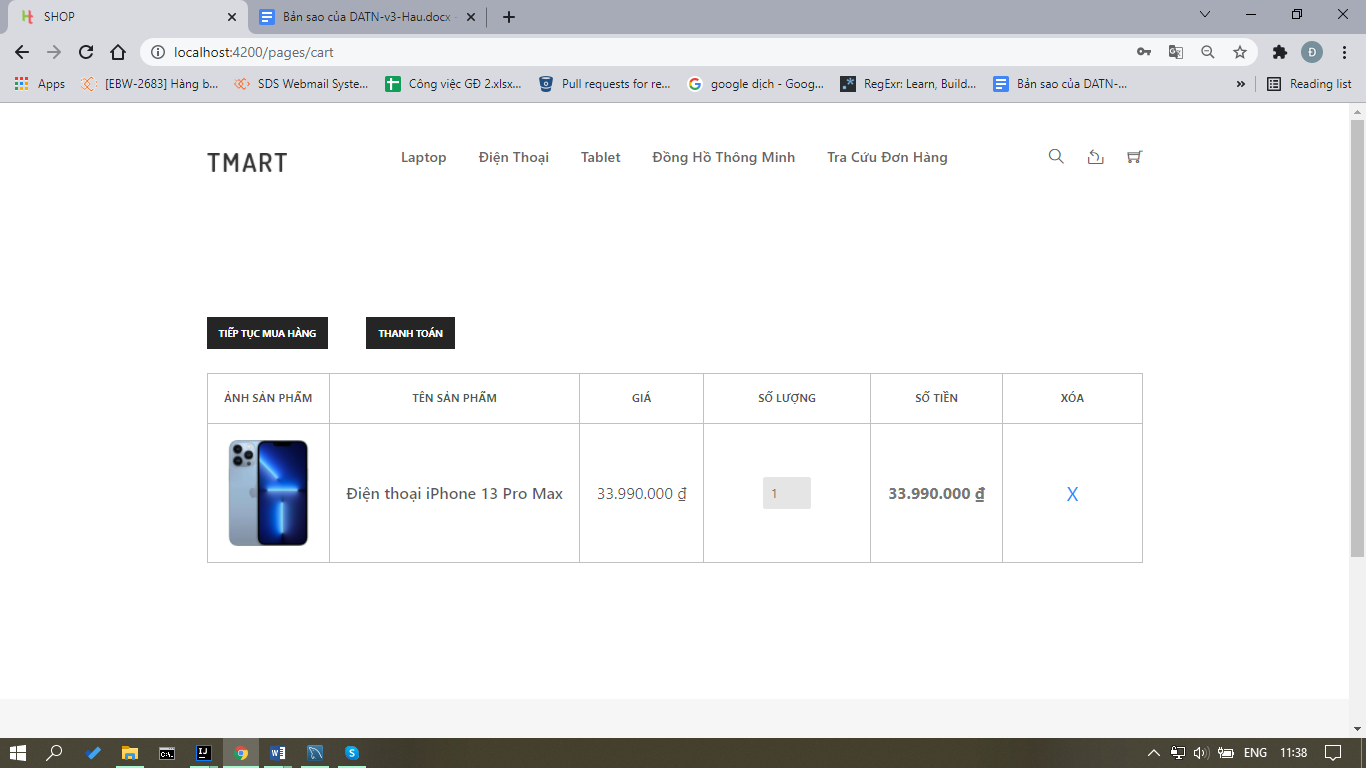 SHOP
Bản sao của DATN-v3-Hau.docx
localhost:4200/pages/cart
Đ
Apps
[EBW-2683] Hàng b...
SDS Webmail Syste...
Công việc GĐ 2.xlsx...
Pull requests for re...
google dịch - Goog...
RegExr: Learn, Build...
Bản sao của DATN-...
»
Reading list
TMART
Laptop
Điện Thoại
Tablet
Đồng Hồ Thông Minh
Tra Cứu Đơn Hàng
TIẾP TỤC MUA HÀNG
THANH TOÁN
ẢNH SẢN PHẨM
TÊN SẢN PHẨM
GIÁ
SỐ LƯỢNG
SỐ TIỀN
XÓA
Điện thoại iPhone 13 Pro Max
33.990.000 ₫
1
33.990.000 ₫
X
ENG
11:38